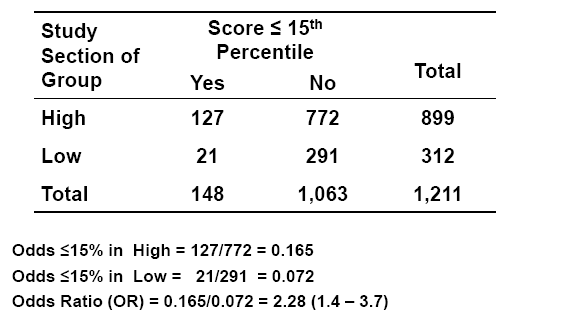 Study Section of Group Score ≤ 15th Percentile Total
Yes No
High 127 772 899
Low 21 291 312
Total 148 1,063 1,211
Odds ≤15% in High = 127/772 = 0.165
Odds ≤15% in Low = 21/291 = 0.072
Odds Ratio (OR) = 0.165/0.072 = 2.28 (1.4 – 3.7)